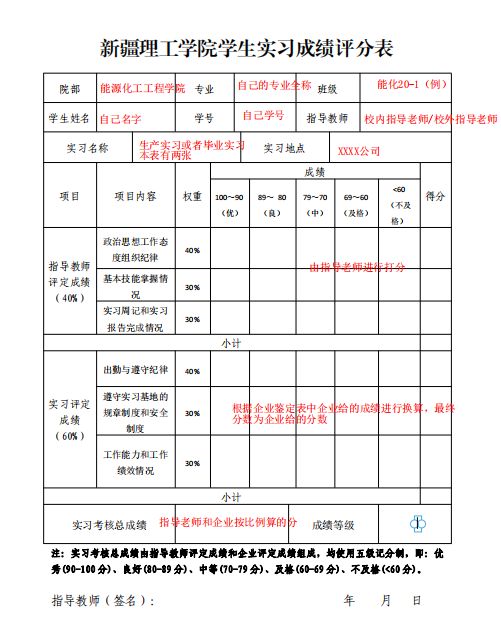 新疆理工学院学生实习成绩评分表
院部 能源化工工程学院 专业 自己的专业全称 班级 能化20-1（例）
学生姓名 自己名字 学号 自己学号 指导教师 校内指导老师/校外指导老师
实习名称 生产实习或者毕业实习 实习地点 XXXX公司
本表有两张
项目 项目内容 权重 成绩 得分
100～90 89～ 80 79～70 69～60 <60
（优） （良） （中） （及格） （不及
格）
指导教师
评定成绩
（40%）
政治思想工作态
度组织纪律
40%
由指导老师进行打分
基本技能掌握情
况
30%
实习周记和实习
报告完成情况
30%
小计
实习评定
成绩
（60%）
出勤与遵守纪律 40%
遵守实习基地的
规章制度和安全
制度
30%
根据企业鉴定表中企业给的成绩进行换算，最终
分数为企业给的分数
工作能力和工作
绩效情况
30%
小计
实习考核总成绩 指导老师和企业按比例算的分 成绩等级
注：实习考核总成绩由指导教师评定成绩和企业评定成绩组成，均使用五级记分制，即：优
秀(90-100分)、良好(80-89分)、中等(70-79分)、及格(60-69分)、不及格(<60分)。
指导教师（签名）： 年 月 日